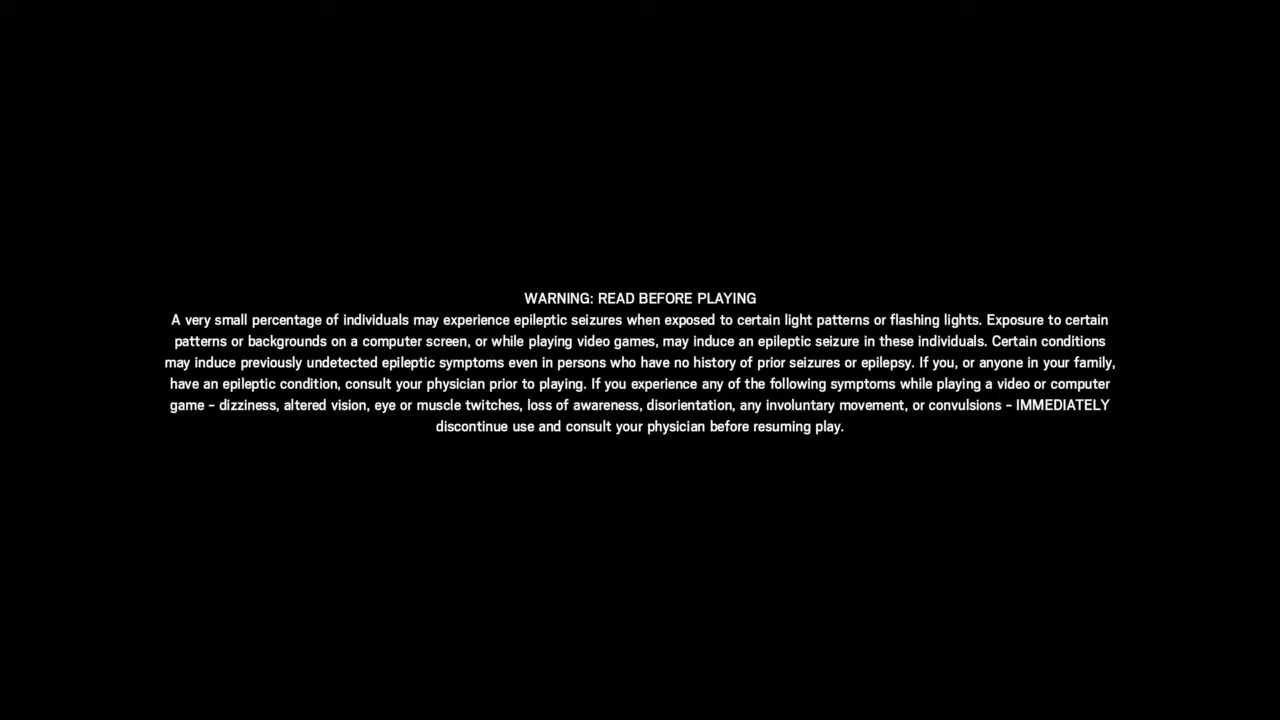 WARNING: READ BEFORE PLAYING
A very small percentage of individuals may experience epileptic seizures when exposed to certain light patterns or flashing lights. Exposure to certain
patterns or backgrounds on a computer screen, or while playing video games, may induce an epileptic seizure in these individuals. Certain conditions
may induce previously undetected epileptic symptoms even in persons who have no history of prior seizures or epilepsy. If you, or anyone in your family,
have an epileptic condition, consult your physician prior to playing. If you experience any of the following symptoms while playing a video or computer
game - dizziness, altered vision, eye or muscle twitches, loss of awareness, disorientation, any involuntary movement, or convulsions - IMMEDIATELY
discontinue use and consult your physician before resuming play.